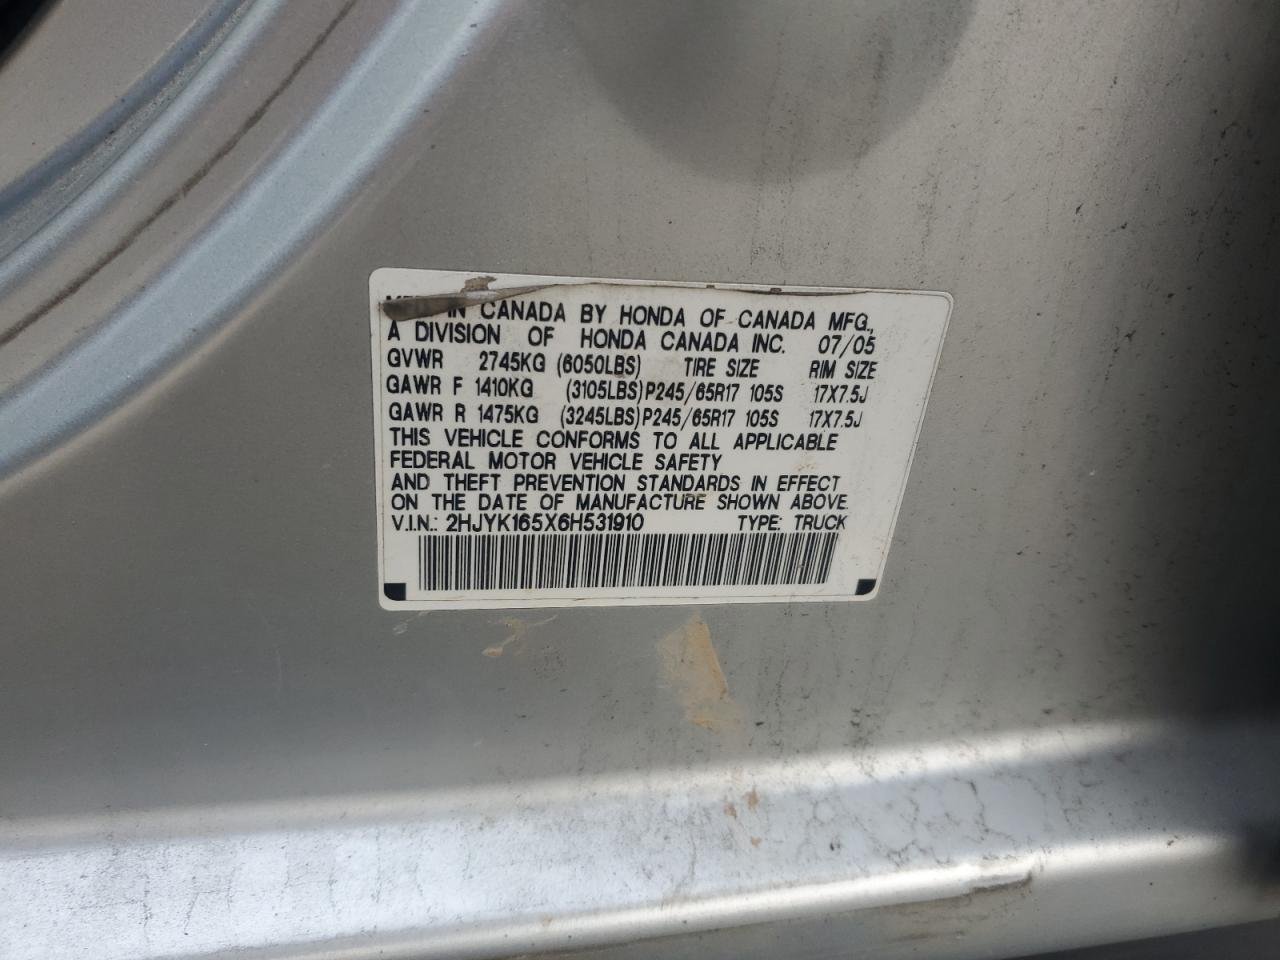 IN CANADA BY HONDA OF CANADA MFG.,
A DIVISION OF HONDA CANADA INC. 07/05
GVWR 2745KG (6050LBS) TIRE SIZE RIM SIZE
GAWR F 1410KG (3105LBS) P245/65R17 105S 17X7.5J
GAWR R 1475KG (3245LBS) P245/65R17 105S 17X7.5J
THIS VEHICLE CONFORMS TO ALL APPLICABLE
FEDERAL MOTOR VEHICLE SAFETY
AND THEFT PREVENTION STANDARDS IN EFFECT
ON THE DATE OF MANUFACTURE SHOWN ABOVE.
V.I.N.: 2HJYK165X6H531910 TYPE: TRUCK